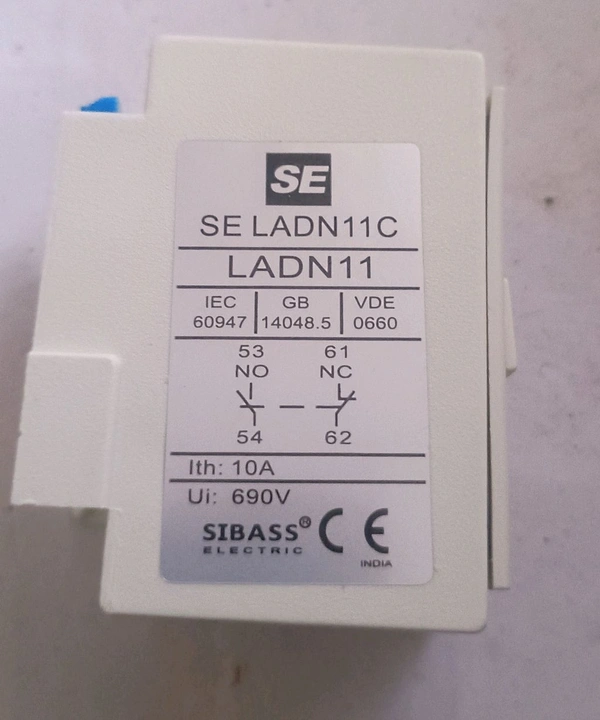 SE
SE LADN11C
LADN11
IEC GB VDE
60947 14048.5 0660
53 61
NO NC
54 62
Ith: 10A
Ui: 690V
SIBASS® CE
ELECTRIC
INDIA